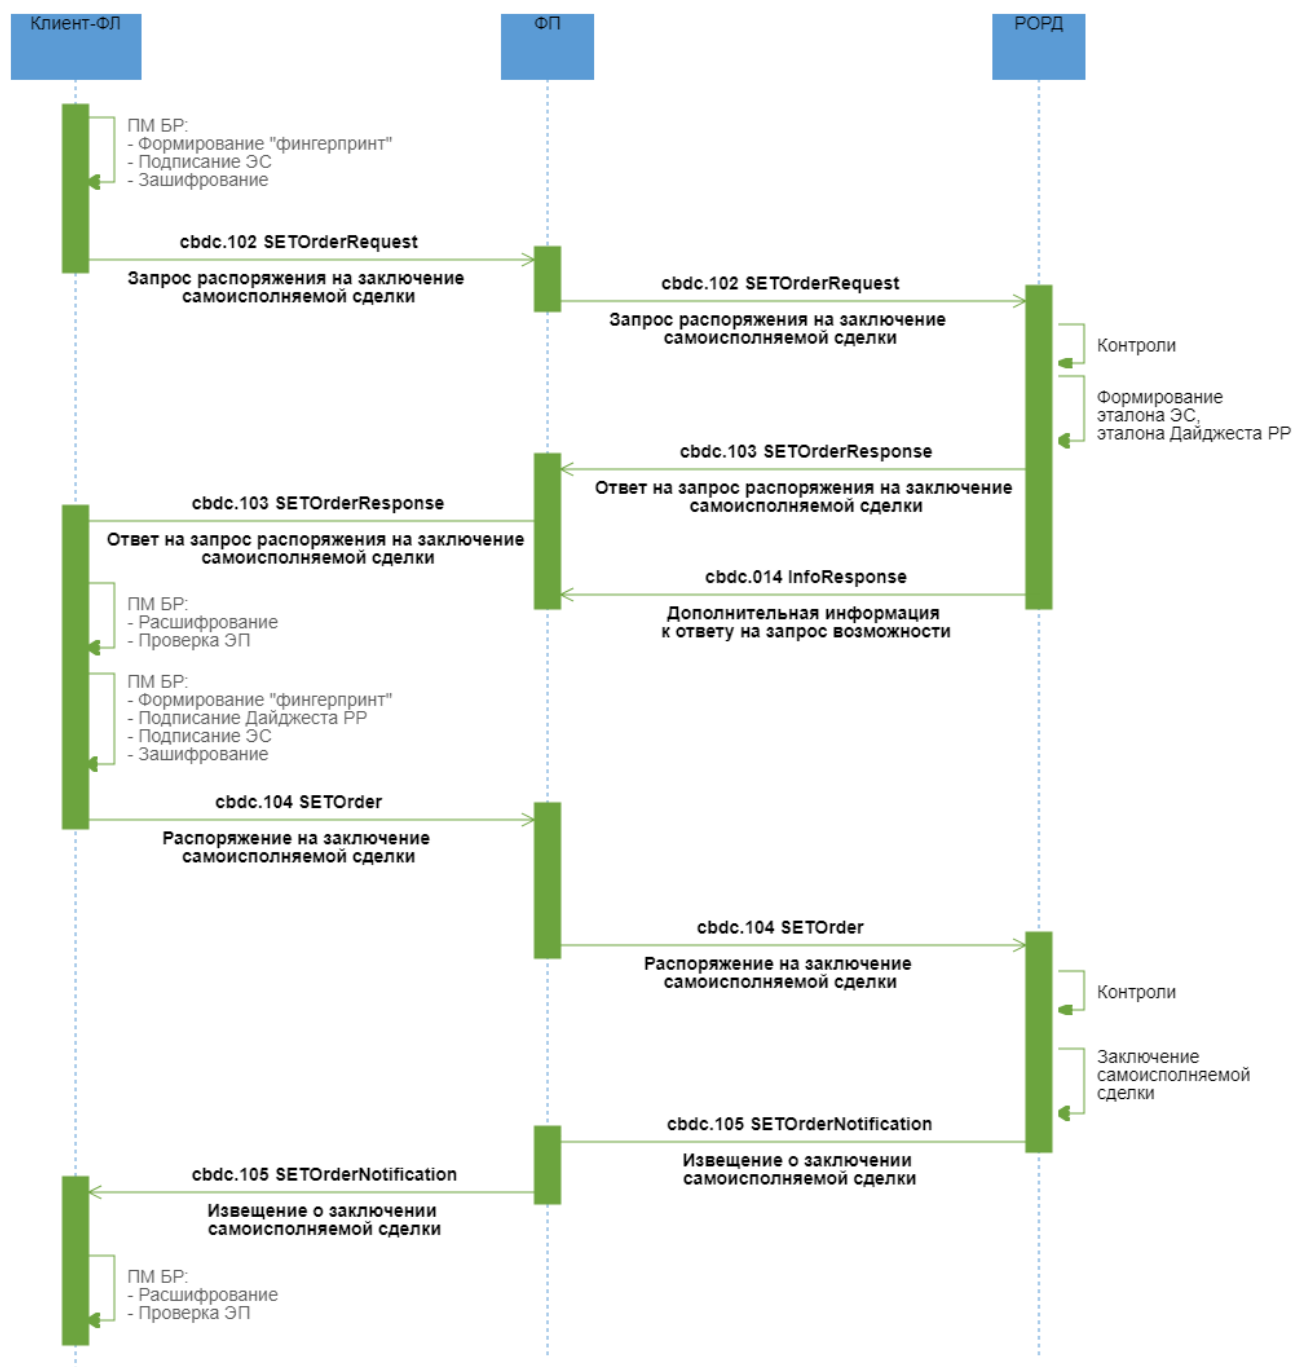 Клиент-ФЛ
ФП
РОРД
ПМ БР:
- Формирование "фингерпринт"
- Подписание ЭС
- Зашифрование
cbdc.102 SETOrderRequest
Запрос распоряжения на заключение
самоисполняемой сделки
cbdc.102 SETOrderRequest
Запрос распоряжения на заключение
самоисполняемой сделки
Контроли
Формирование
эталона ЭС,
эталона Дайджеста РР
cbdc.103 SETOrderResponse
Ответ на запрос распоряжения на заключение
самоисполняемой сделки
cbdc.103 SETOrderResponse
Ответ на запрос распоряжения на заключение
самоисполняемой сделки
cbdc.014 InfoResponse
Дополнительная информация
к ответу на запрос возможности
ПМ БР:
- Расшифрование
- Проверка ЭП
ПМ БР:
- Формирование "фингерпринт"
- Подписание Дайджеста РР
- Подписание ЭС
- Зашифрование
cbdc.104 SETOrder
Распоряжение на заключение
самоисполняемой сделки
cbdc.104 SETOrder
Распоряжение на заключение
самоисполняемой сделки
Контроли
Заключение
самоисполняемой
сделки
cbdc.105 SETOrderNotification
Извещение о заключении
самоисполняемой сделки
cbdc.105 SETOrderNotification
Извещение о заключении
самоисполняемой сделки
ПМ БР:
- Расшифрование
- Проверка ЭП